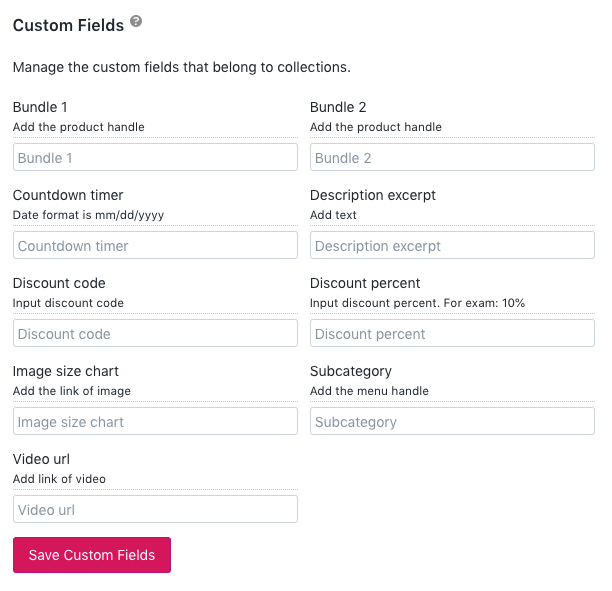 Custom Fields ?
Manage the custom fields that belong to collections.
Bundle 1
Add the product handle
Bundle 1
Bundle 2
Add the product handle
Bundle 2
Countdown timer
Date format is mm/dd/yyyy
Countdown timer
Description excerpt
Add text
Description excerpt
Discount code
Input discount code
Discount code
Discount percent
Input discount percent. For exam: 10%
Discount percent
Image size chart
Add the link of image
Image size chart
Subcategory
Add the menu handle
Subcategory
Video url
Add link of video
Video url
Save Custom Fields